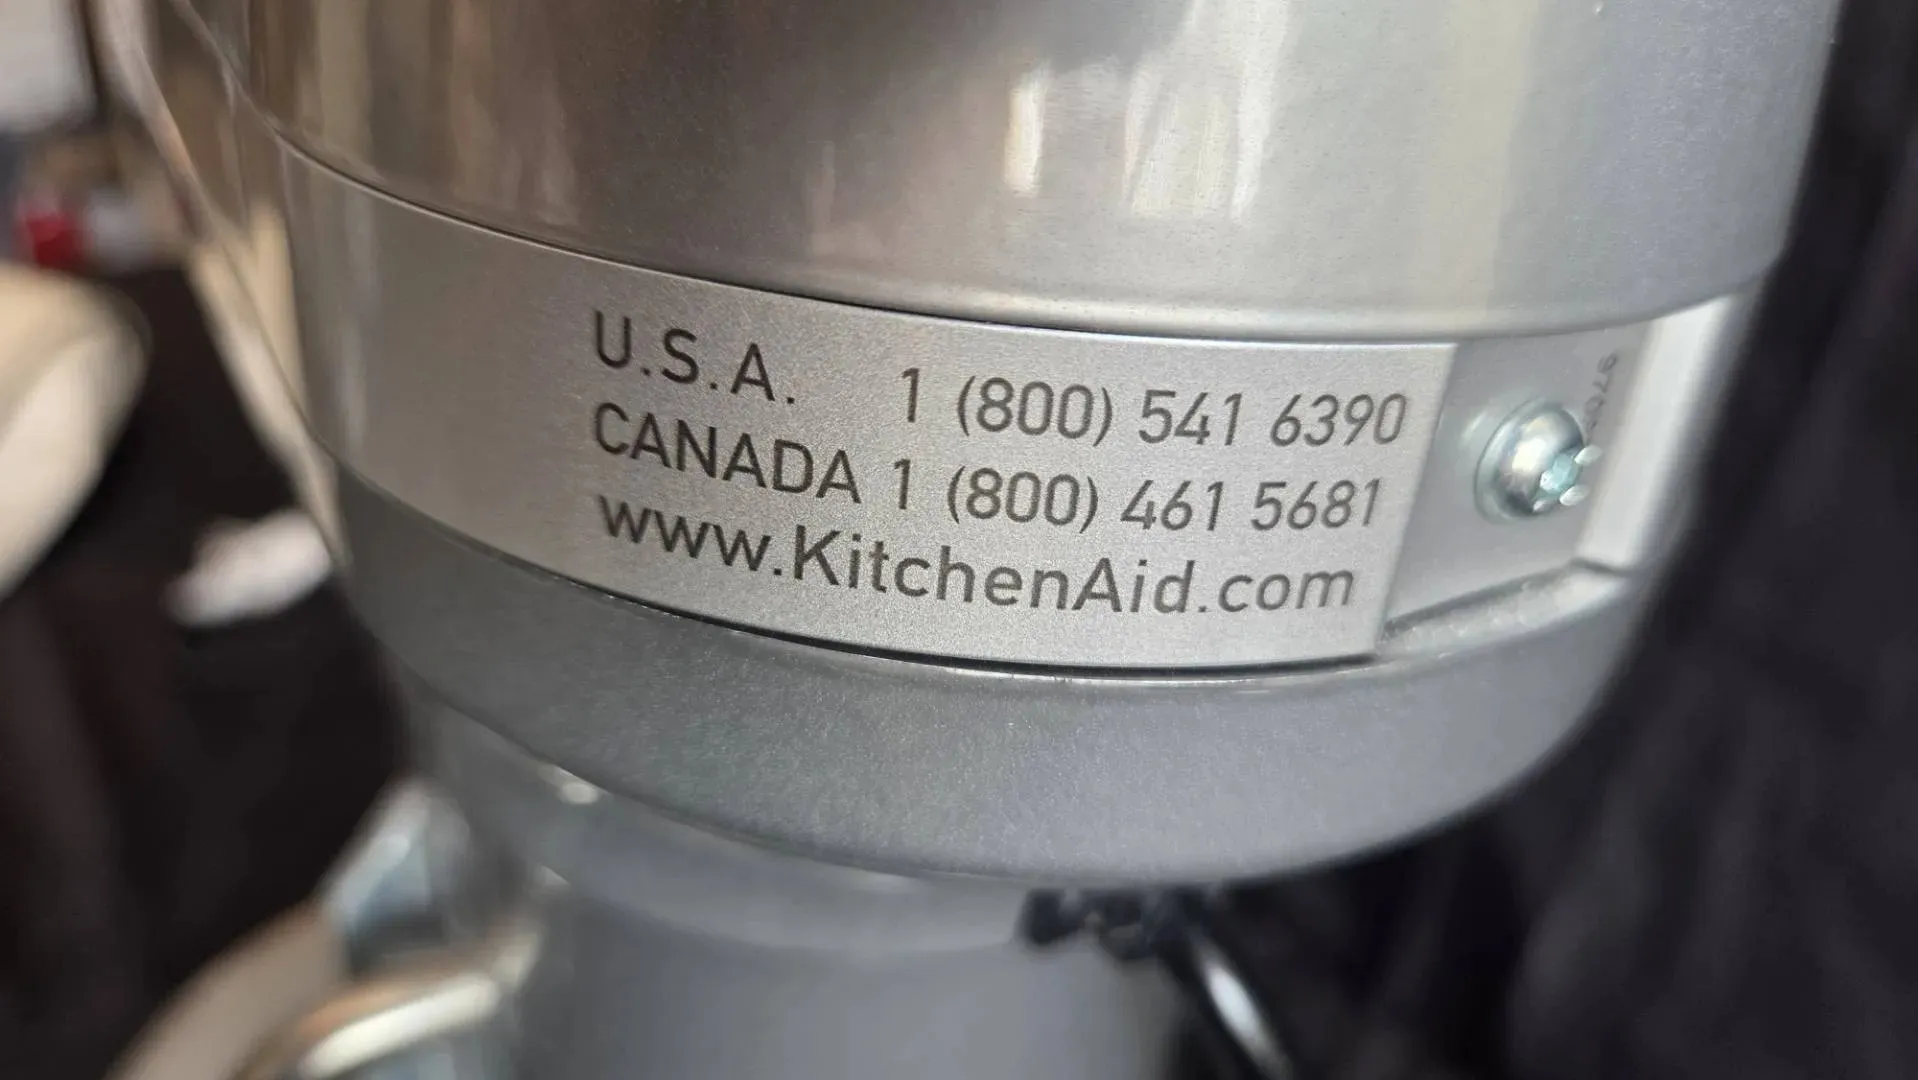 U.S.A. 1 (800) 541 6390
CANADA 1 (800) 461 5681
www.KitchenAid.com